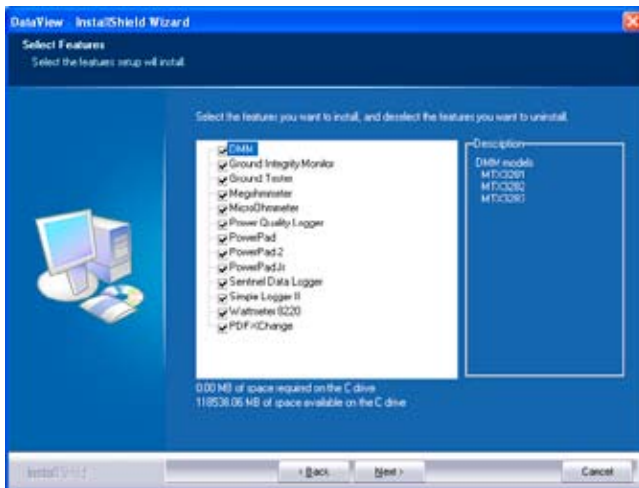 DataView - InstallShield Wizard
Select Features
Select the features setup will install.
Select the features you want to install, and deselect the features you want to uninstall.
DMM
Ground Integrity Monitor
Ground Tester
Megohmmeter
MicroOhmmeter
Power Quality Logger
PowerPad
PowerPad 2
PowerPad Jr
Sentinel Data Logger
Simple Logger II
Wattmeter 8220
PDF-XChange
Description
DMM models
MTX3281
MTX3282
MTX3283
0.00 MB of space required on the C drive
118538.06 MB of space available on the C drive
InstallShield
< Back
Next >
Cancel